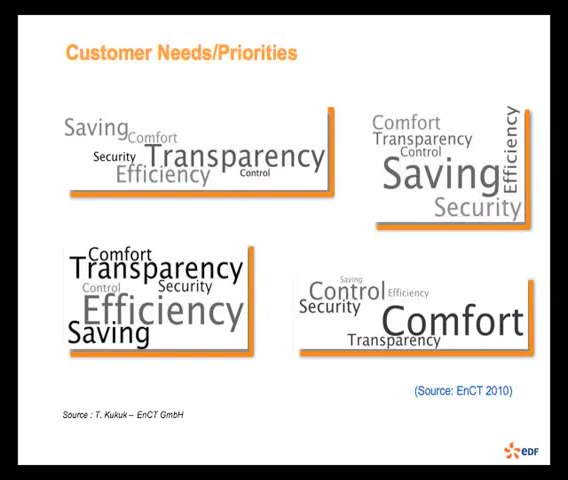 Customer Needs/Priorities
Saving
Comfort
Security
Transparency
Efficiency
Control
Comfort
Transparency
Control
Saving
Efficiency
Security
Comfort
Transparency
Control
Security
Efficiency
Saving
Saving
Control
Efficiency
Security
Comfort
Transparency
(Source: EnCT 2010)
Source : T. Kukuk – EnCT GmbH
eDF